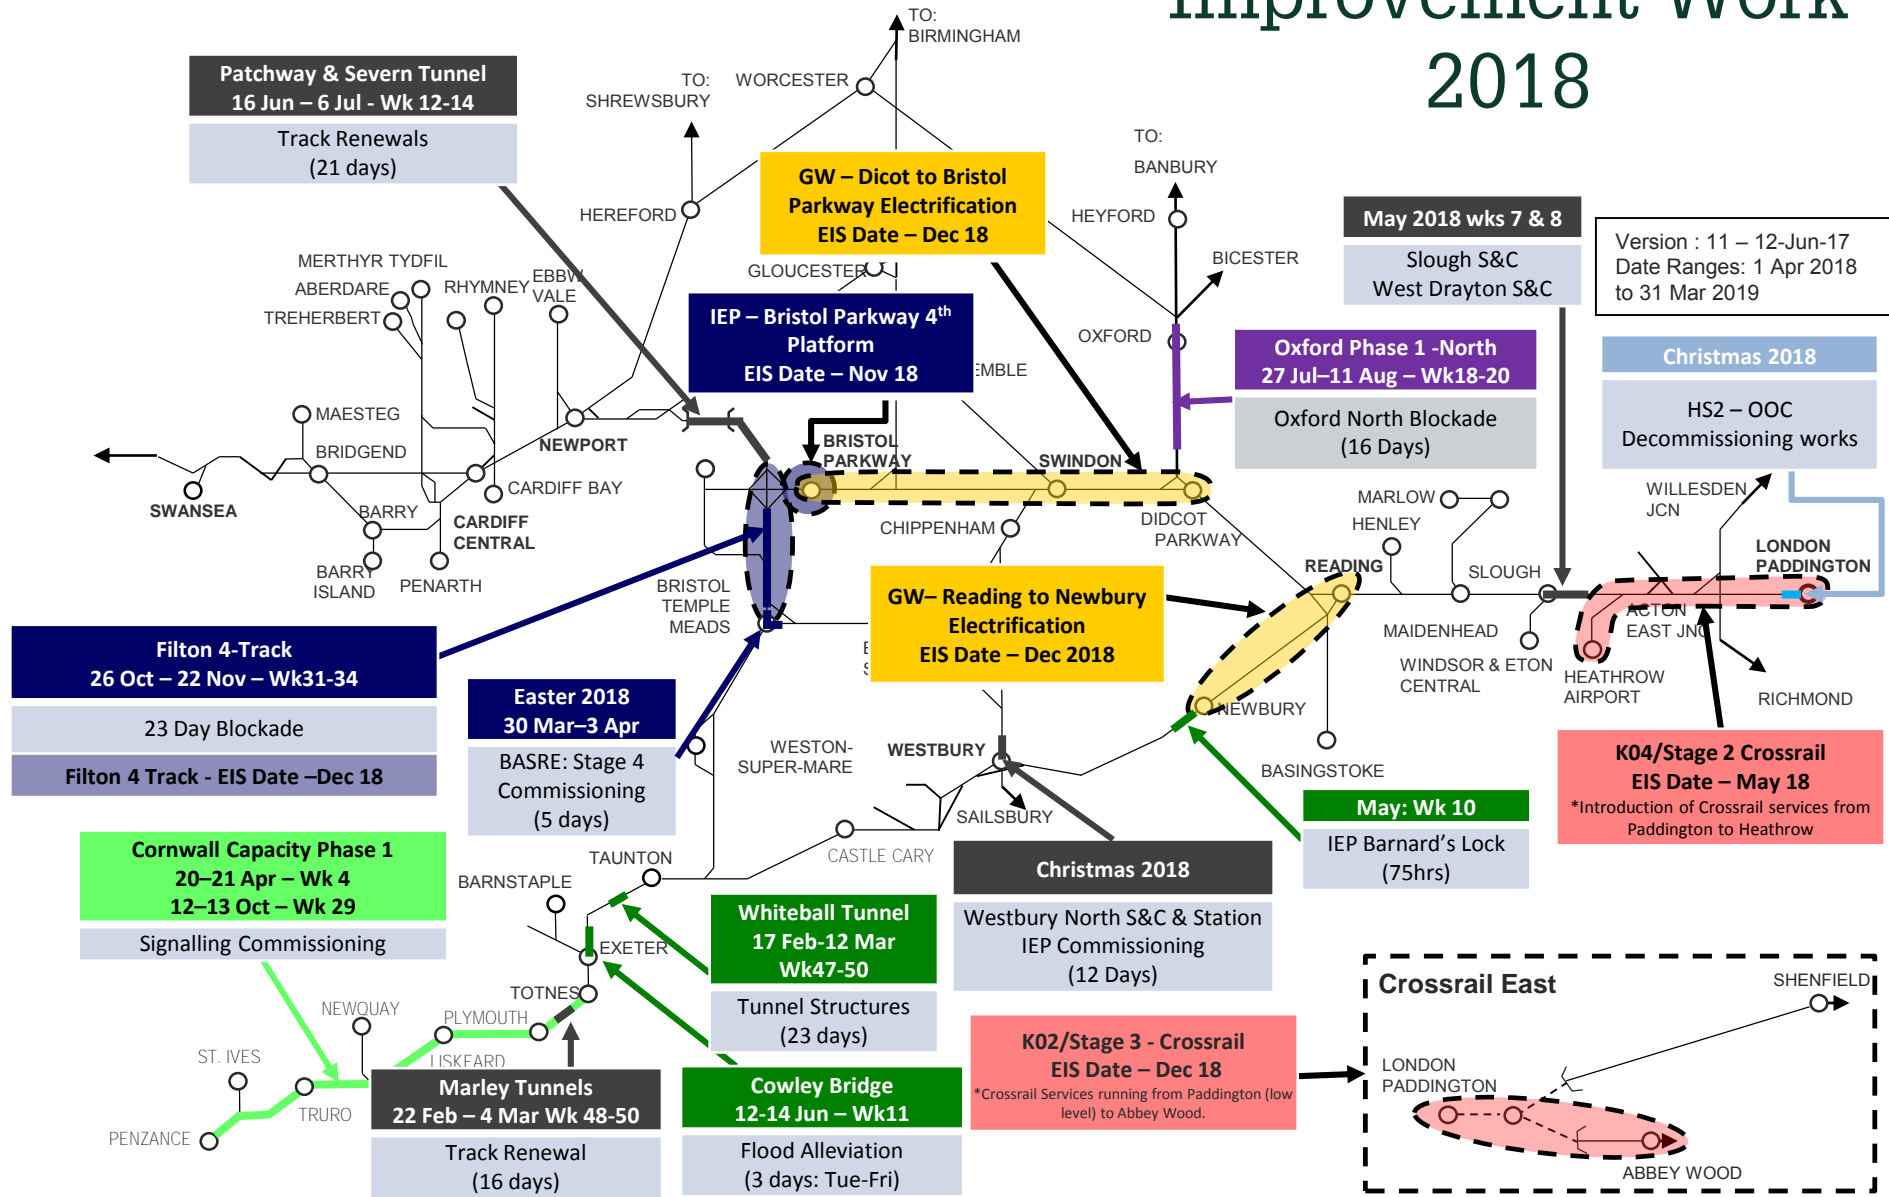 Improvement Work
2018
TO:
BIRMINGHAM
Patchway & Severn Tunnel
16 Jun – 6 Jul - Wk 12-14
Track Renewals
(21 days)
TO:
SHREWSBURY
WORCESTER
TO:
BANBURY
GW – Dicot to Bristol
Parkway Electrification
EIS Date – Dec 18
HEREFORD
HEYFORD
May 2018 wks 7 & 8
Slough S&C
West Drayton S&C
Version : 11 – 12-Jun-17
Date Ranges: 1 Apr 2018
to 31 Mar 2019
MERTHYR TYDFIL
ABERDARE
TREHERBERT
RHYMNEY
EBBW
VALE
GLOUCESTER
BICESTER
IEP – Bristol Parkway 4th
Platform
EIS Date – Nov 18
EMBLE
OXFORD
Oxford Phase 1 -North
27 Jul–11 Aug – Wk18-20
Oxford North Blockade
(16 Days)
Christmas 2018
HS2 – OOC
Decommissioning works
MAESTEG
BRIDGEND
NEWPORT
BRISTOL
PARKWAY
SWINDON
SWANSEA
BARRY
CARDIFF BAY
CARDIFF
CENTRAL
BARRY
ISLAND
PENARTH
CHIPPENHAM
DIDCOT
PARKWAY
MARLOW
HENLEY
WILLESDEN
JCN
LONDON
PADDINGTON
BRISTOL
TEMPLE
MEADS
READING
SLOUGH
GW– Reading to Newbury
Electrification
EIS Date – Dec 2018
MAIDENHEAD
ACTON
EAST JNC
WINDSOR & ETON
CENTRAL
HEATHROW
AIRPORT
RICHMOND
Filton 4-Track
26 Oct – 22 Nov – Wk31-34
23 Day Blockade
Filton 4 Track - EIS Date –Dec 18
Easter 2018
30 Mar–3 Apr
BASRE: Stage 4
Commissioning
(5 days)
WESTON-
SUPER-MARE
WESTBURY
NEWBURY
BASINGSTOKE
K04/Stage 2 Crossrail
EIS Date – May 18
*Introduction of Crossrail services from
Paddington to Heathrow
May: Wk 10
IEP Barnard's Lock
(75hrs)
SAILSBURY
CASTLE CARY
Cornwall Capacity Phase 1
20–21 Apr – Wk 4
12–13 Oct – Wk 29
Signalling Commissioning
TAUNTON
BARNSTAPLE
EXETER
Whiteball Tunnel
17 Feb-12 Mar
Wk47-50
Tunnel Structures
(23 days)
Christmas 2018
Westbury North S&C & Station
IEP Commissioning
(12 Days)
Crossrail East
SHENFIELD
LONDON
PADDINGTON
ABBEY WOOD
TOTNES
NEWQUAY
PLYMOUTH
LISKEARD
ST. IVES
TRURO
PENZANCE
K02/Stage 3 - Crossrail
EIS Date – Dec 18
*Crossrail Services running from Paddington (low
level) to Abbey Wood.
Marley Tunnels
22 Feb – 4 Mar Wk 48-50
Track Renewal
(16 days)
Cowley Bridge
12-14 Jun – Wk11
Flood Alleviation
(3 days: Tue-Fri)